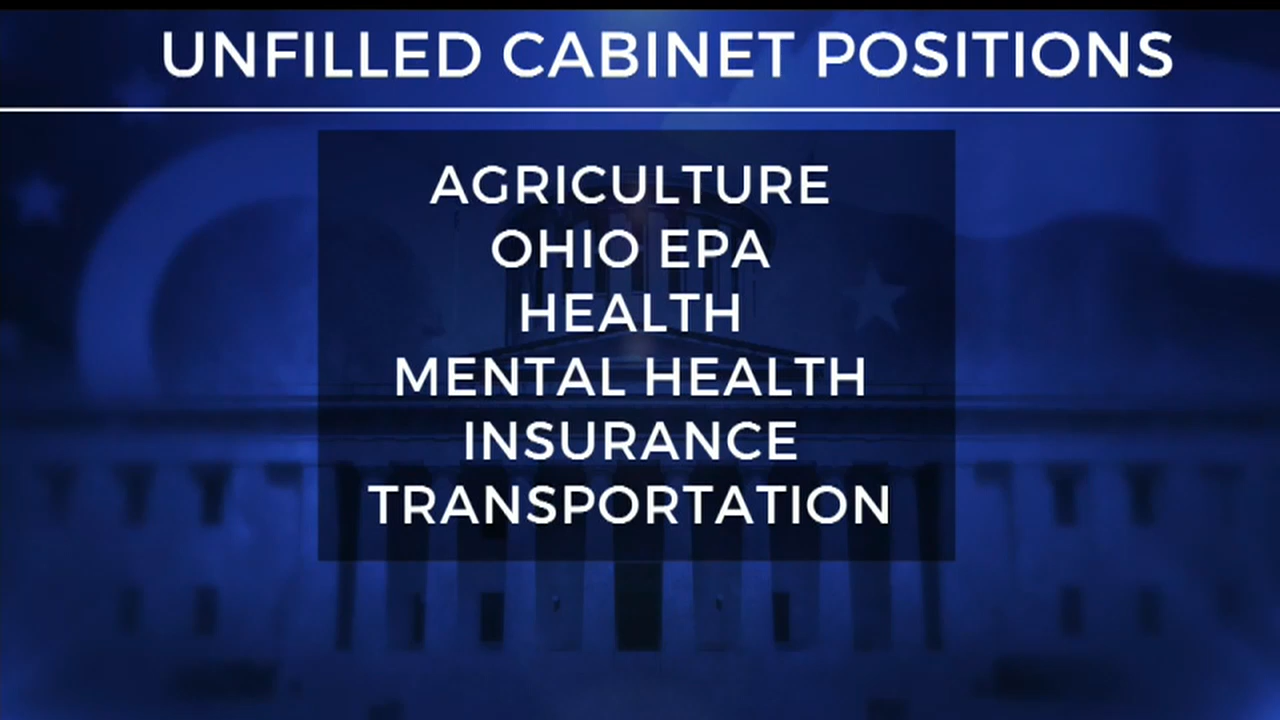 UNFILLED CABINET POSITIONS
AGRICULTURE
OHIO EPA
HEALTH
MENTAL HEALTH
INSURANCE
TRANSPORTATION